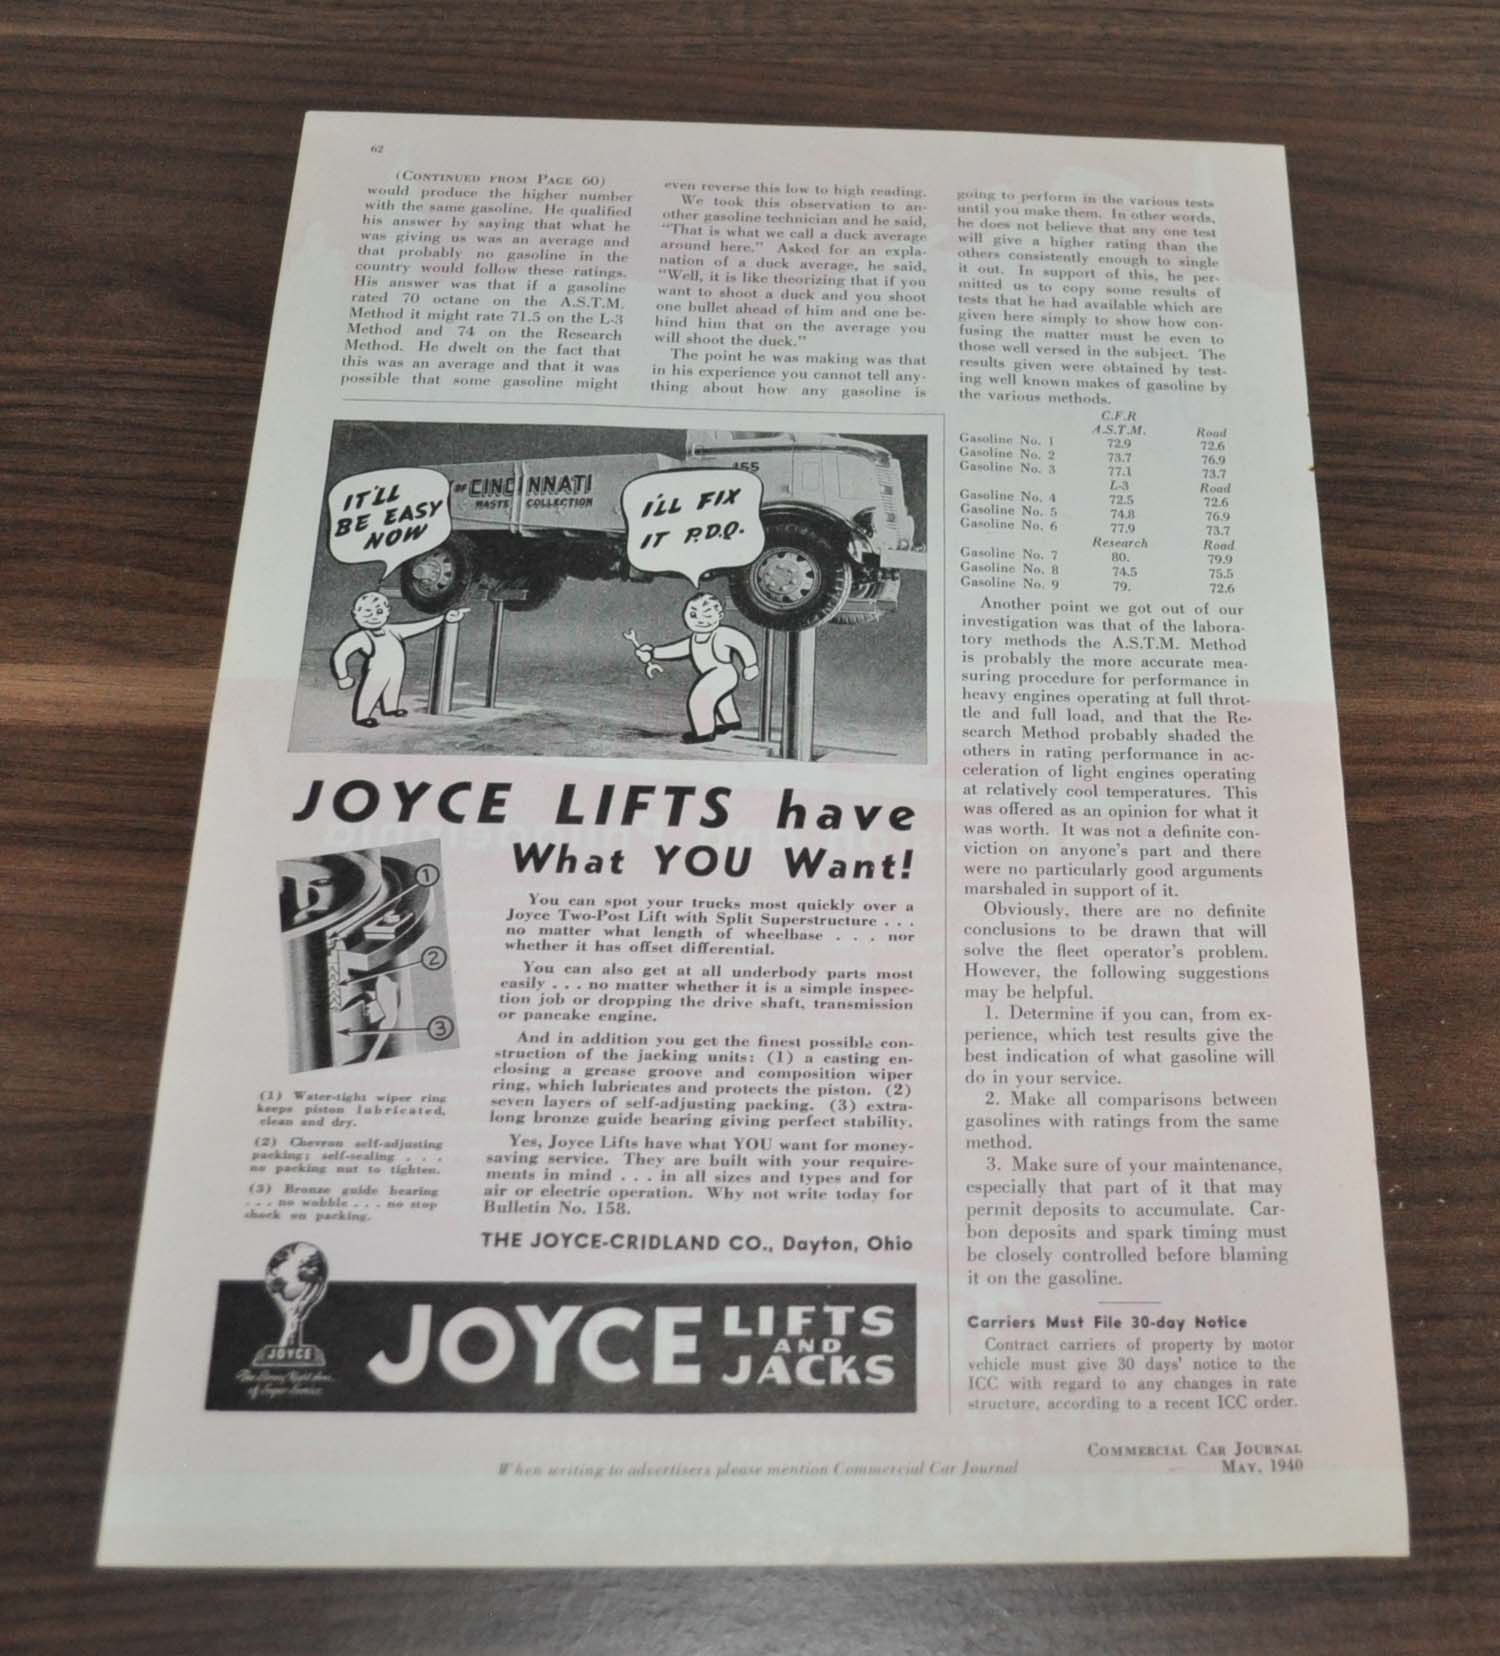 62
(CONTINUED FROM PAGE 60)
would produce the higher number
with the same gasoline. He qualified
his answer by saying that what he
was giving us was an average and
that probably no gasoline in the
country would follow these ratings.
His answer was that if a gasoline
rated 70 octane on the A.S.T.M.
Method it might rate 71.5 on the L-3
Method and 74 on the Research
Method. He dwelt on the fact that
this was an average and that it was
possible that some gasoline might
even reverse this low to high reading.
We took this observation to an-
other gasoline technician and he said,
"That is what we call a duck average
around here." Asked for an expla-
nation of a duck average, he said,
"Well, it is like theorizing that if you
want to shoot a duck and you shoot
one bullet ahead of him and one be-
hind him that on the average you
will shoot the duck."
The point he was making was that
in his experience you cannot tell any-
thing about how any gasoline is
going to perform in the various tests
until you make them. In other words,
he does not believe that any one test
will give a higher rating than the
others consistently enough to single
it out. In support of this, he per-
mitted us to copy some results of
tests that he had available which are
given here simply to show how con-
fusing the matter must be even to
those well versed in the subject. The
results given were obtained by test-
ing well known makes of gasoline by
the various methods.
C.F.R
A.S.T.M. Road
Gasoline No. 1 72.9 72.6
Gasoline No. 2 73.7 76.9
Gasoline No. 3 77.1 73.7
L-3 Road
Gasoline No. 4 72.5 72.6
Gasoline No. 5 74.8 76.9
Gasoline No. 6 77.9 73.7
Research Road
Gasoline No. 7 80. 79.9
Gasoline No. 8 74.5 75.5
Gasoline No. 9 79. 72.6
Another point we got out of our
investigation was that of the labora-
tory methods the A.S.T.M. Method
is probably the more accurate mea-
suring procedure for performance in
heavy engines operating at full throt-
tle and full load, and that the Re-
search Method probably shaded the
others in rating performance in ac-
celeration of light engines operating
at relatively cool temperatures. This
was offered as an opinion for what it
was worth. It was not a definite con-
viction on anyone's part and there
were no particularly good arguments
marshaled in support of it.
Obviously, there are no definite
conclusions to be drawn that will
solve the fleet operator's problem.
However, the following suggestions
may be helpful.
1. Determine if you can, from ex-
perience, which test results give the
best indication of what gasoline will
do in your service.
2. Make all comparisons between
gasolines with ratings from the same
method.
3. Make sure of your maintenance,
especially that part of it that may
permit deposits to accumulate. Car-
bon deposits and spark timing must
be closely controlled before blaming
it on the gasoline.
Carriers Must File 30-day Notice
Contract carriers of property by motor
vehicle must give 30 days' notice to the
ICC with regard to any changes in rate
structure, according to a recent ICC order.
IT'LL
BE EASY
NOW
OF CINCINNATI
WASTE COLLECTION
155
I'LL FIX
IT P.D.Q.
JOYCE LIFTS have
What YOU Want!
1
2
3
You can spot your trucks most quickly over a
Joyce Two-Post Lift with Split Superstructure . . .
no matter what length of wheelbase . . . nor
whether it has offset differential.
You can also get at all underbody parts most
easily . . . no matter whether it is a simple inspec-
tion job or dropping the drive shaft, transmission
or pancake engine.
And in addition you get the finest possible con-
struction of the jacking units: (1) a casting en-
closing a grease groove and composition wiper
ring, which lubricates and protects the piston. (2)
seven layers of self-adjusting packing. (3) extra-
long bronze guide bearing giving perfect stability.
Yes, Joyce Lifts have what YOU want for money-
saving service. They are built with your require-
ments in mind . . . in all sizes and types and for
air or electric operation. Why not write today for
Bulletin No. 158.
(1) Water-tight wiper ring
keeps piston lubricated,
clean and dry.
(2) Chevron self-adjusting
packing; self-sealing . . .
no packing nut to tighten.
(3) Bronze guide bearing
. . . no wobble . . . no stop
shock on packing.
THE JOYCE-CRIDLAND CO., Dayton, Ohio
JOYCE
of Super Service
JOYCE LIFTS
AND
JACKS
COMMERCIAL CAR JOURNAL
MAY, 1940
When writing to advertisers please mention Commercial Car Journal